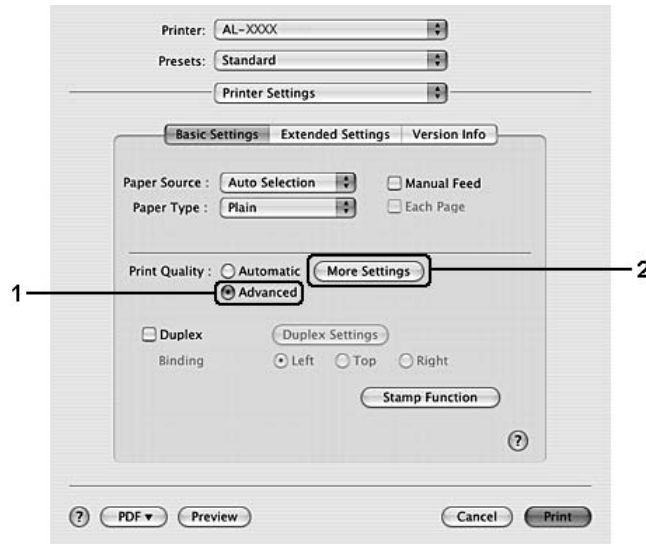 Printer: AL-XXXX
Presets: Standard
Printer Settings
Basic Settings Extended Settings Version Info
Paper Source : Auto Selection Manual Feed
Paper Type : Plain Each Page
Print Quality : Automatic More Settings 2
1 Advanced
Duplex Duplex Settings
Binding Left Top Right
Stamp Function
?
? PDF▼ Preview Cancel Print